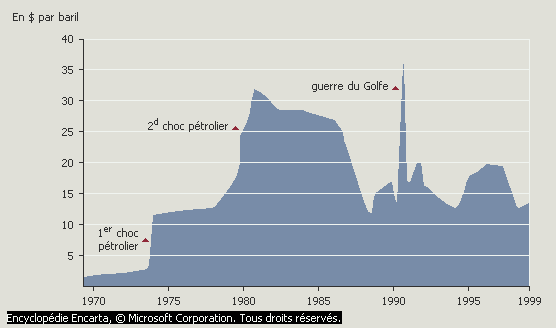 En $ par baril
40
35
guerre du Golfe
30
2d choc pétrolier
25
20
15
1er choc
pétrolier
10
5
1970 1975 1980 1985 1990 1995 1999
Encyclopédie Encarta, © Microsoft Corporation. Tous droits réservés.